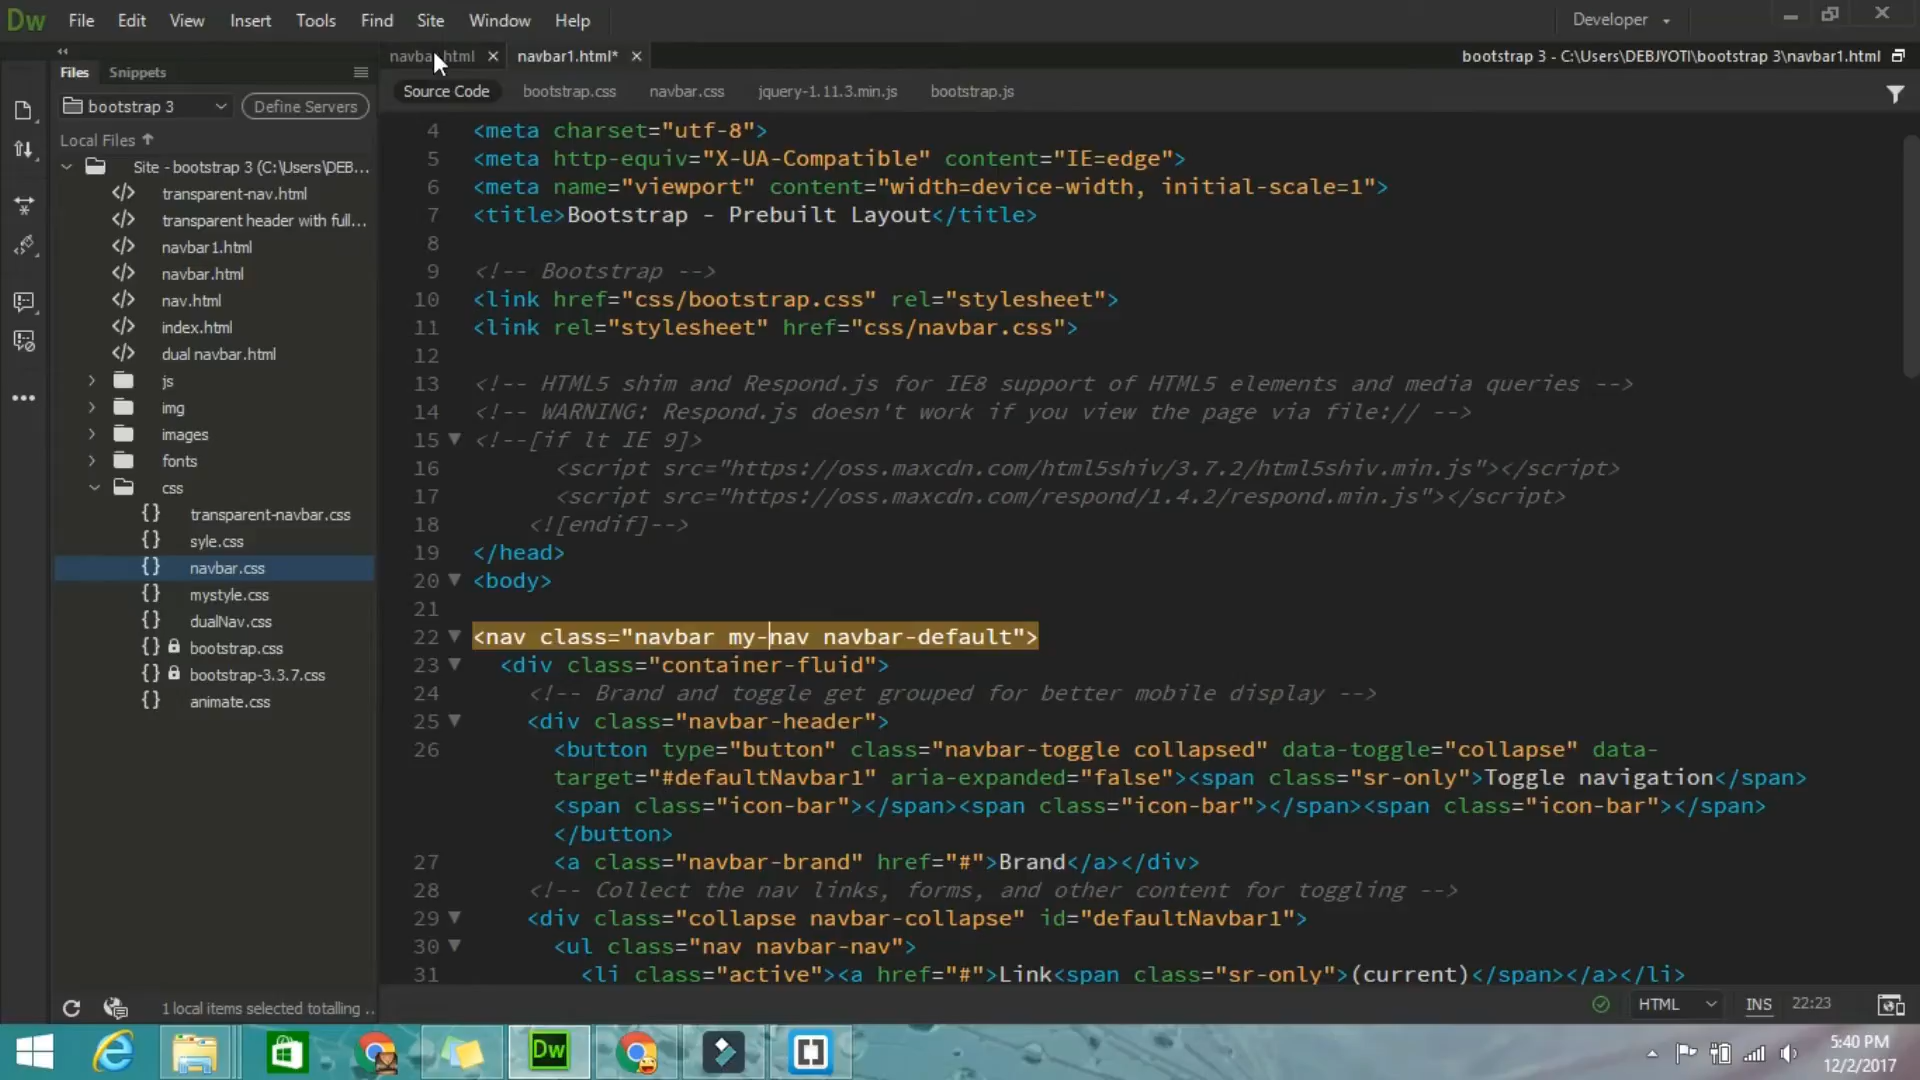 Dw File Edit View Insert Tools Find Site Window Help Developer
navba html navbar1.html* bootstrap 3 - C:\Users\DEBJYOTI\bootstrap 3\navbar1.html
Files Snippets
Source Code bootstrap.css navbar.css jquery-1.11.3.min.js bootstrap.js
bootstrap 3 Define Servers
Local Files
Site - bootstrap 3 (C:\Users\DEB...
transparent-nav.html
transparent header with full...
navbar1.html
navbar.html
nav.html
index.html
dual navbar.html
js
img
images
fonts
css
transparent-navbar.css
syle.css
navbar.css
mystyle.css
dualNav.css
bootstrap.css
bootstrap-3.3.7.css
animate.css
1 local items selected totalling ..
4 <meta charset="utf-8">
5 <meta http-equiv="X-UA-Compatible" content="IE=edge">
6 <meta name="viewport" content="width=device-width, initial-scale=1">
7 <title>Bootstrap - Prebuilt Layout</title>
8
9 <!-- Bootstrap -->
10 <link href="css/bootstrap.css" rel="stylesheet">
11 <link rel="stylesheet" href="css/navbar.css">
12
13 <!-- HTML5 shim and Respond.js for IE8 support of HTML5 elements and media queries -->
14 <!-- WARNING: Respond.js doesn't work if you view the page via file:// -->
15 <!--[if lt IE 9]>
16 <script src="https://oss.maxcdn.com/html5shiv/3.7.2/html5shiv.min.js"></script>
17 <script src="https://oss.maxcdn.com/respond/1.4.2/respond.min.js"></script>
18 <![endif]-->
19 </head>
20 <body>
21
22 <nav class="navbar my-nav navbar-default">
23 <div class="container-fluid">
24 <!-- Brand and toggle get grouped for better mobile display -->
25 <div class="navbar-header">
26 <button type="button" class="navbar-toggle collapsed" data-toggle="collapse" data-
target="#defaultNavbar1" aria-expanded="false"><span class="sr-only">Toggle navigation</span>
<span class="icon-bar"></span><span class="icon-bar"></span><span class="icon-bar"></span>
</button>
27 <a class="navbar-brand" href="#">Brand</a></div>
28 <!-- Collect the nav links, forms, and other content for toggling -->
29 <div class="collapse navbar-collapse" id="defaultNavbar1">
30 <ul class="nav navbar-nav">
31 <li class="active"><a href="#">Link<span class="sr-only">(current)</span></a></li>
HTML INS 22:23
Dw
5:40 PM
12/2/2017